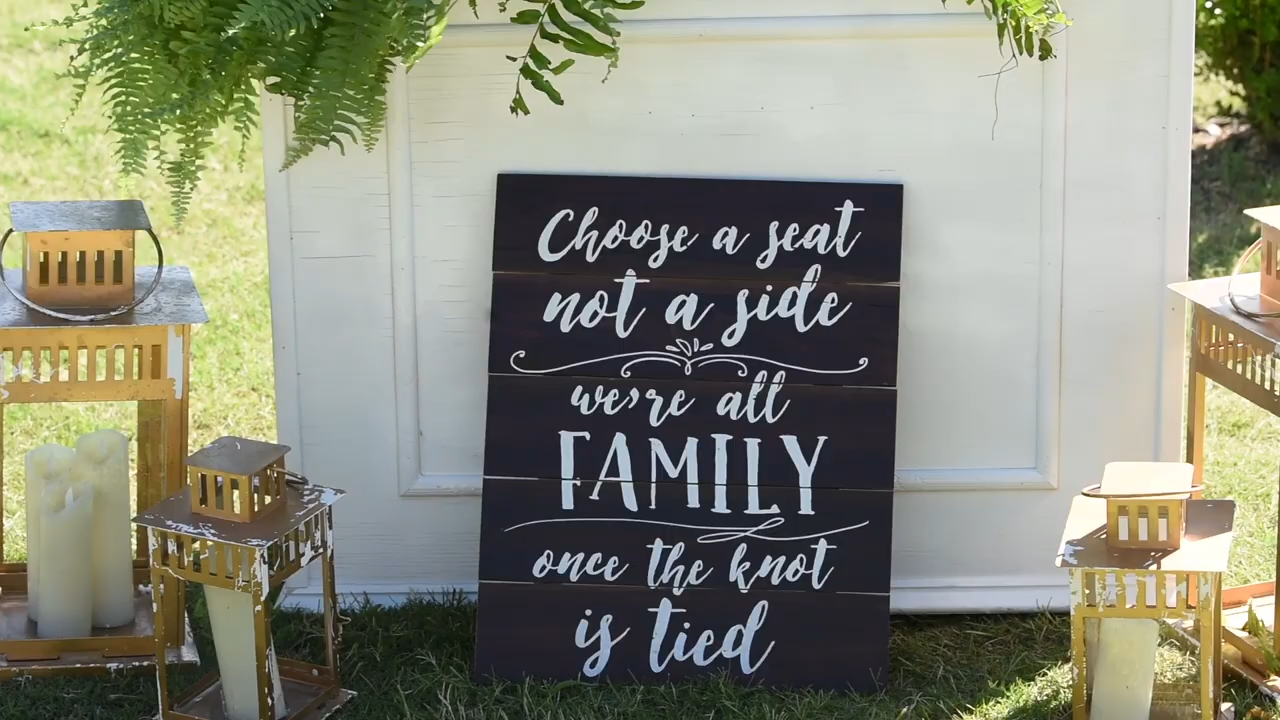 Choose a seat
not a side
we're all
FAMILY
once the knot
is tied